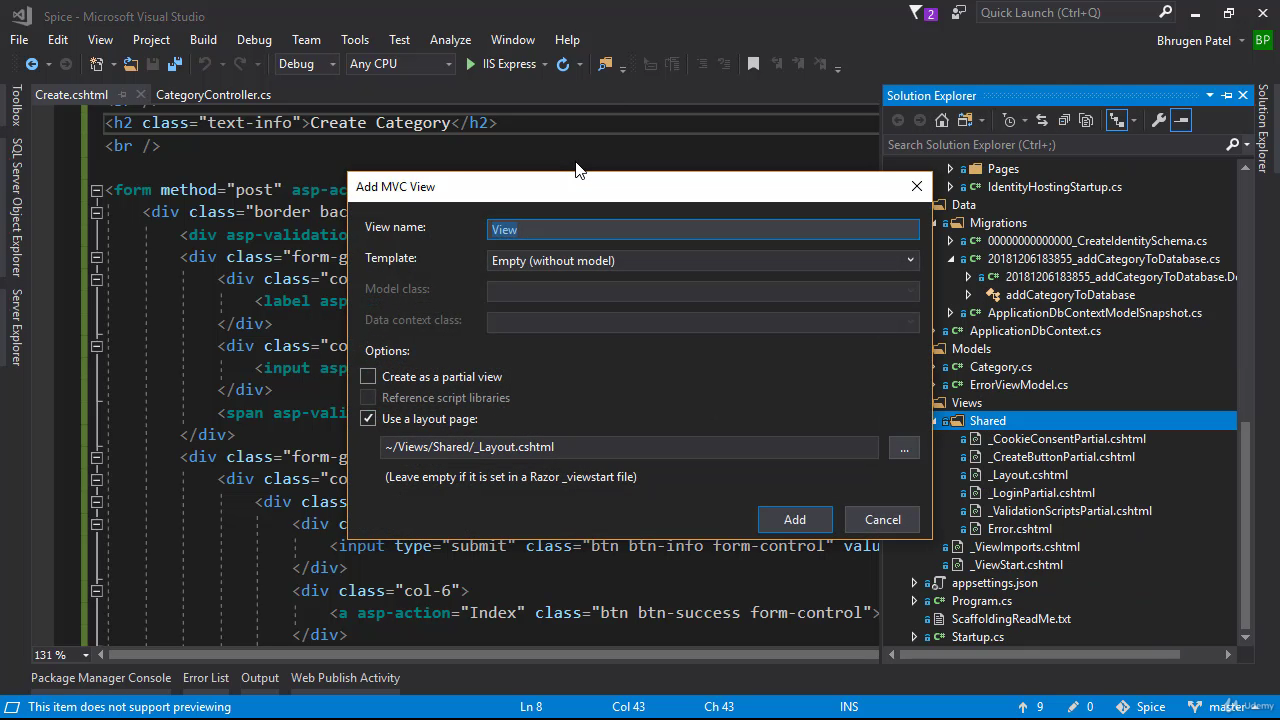 Spice - Microsoft Visual Studio
2
Quick Launch (Ctrl+Q)
File Edit View Project Build Debug Team Tools Test Analyze Window Help
Bhrugen Patel BP
Debug Any CPU IIS Express
Create.cshtml CategoryController.cs
Toolbox
SQL Server Object Explorer
Server Explorer
<h2 class="text-info">Create Category</h2>
<br />
<form method="post" asp-ac
<div class="border bac
<div asp-validatio
<div class="form-g
<div class="co
<label asp
</div>
<div class="co
<input asp
</div>
<span asp-vali
</div>
<div class="form-g
<div class="co
<div class
<div c
<input type="submit" class="btn btn-info form-control" valu
</div>
<div class="col-6">
<a asp-action="Index" class="btn btn-success form-control">
</div>
131 %
Add MVC View
View name: View
Template: Empty (without model)
Model class:
Data context class:
Options:
Create as a partial view
Reference script libraries
Use a layout page:
~/Views/Shared/_Layout.cshtml
...
(Leave empty if it is set in a Razor _viewstart file)
Add Cancel
Solution Explorer
Search Solution Explorer (Ctrl+;)
Pages
IdentityHostingStartup.cs
Data
Migrations
00000000000000_CreateIdentitySchema.cs
20181206183855_addCategoryToDatabase.cs
20181206183855_addCategoryToDatabase.De
addCategoryToDatabase
ApplicationDbContextModelSnapshot.cs
ApplicationDbContext.cs
Models
Category.cs
ErrorViewModel.cs
Views
Shared
_CookieConsentPartial.cshtml
_CreateButtonPartial.cshtml
_Layout.cshtml
_LoginPartial.cshtml
_ValidationScriptsPartial.cshtml
Error.cshtml
_ViewImports.cshtml
_ViewStart.cshtml
appsettings.json
Program.cs
ScaffoldingReadMe.txt
Startup.cs
Solution Explorer
Team Explorer
Package Manager Console Error List Output Web Publish Activity
This item does not support previewing Ln 8 Col 43 Ch 43 INS 9 0 Spice master
Udemy